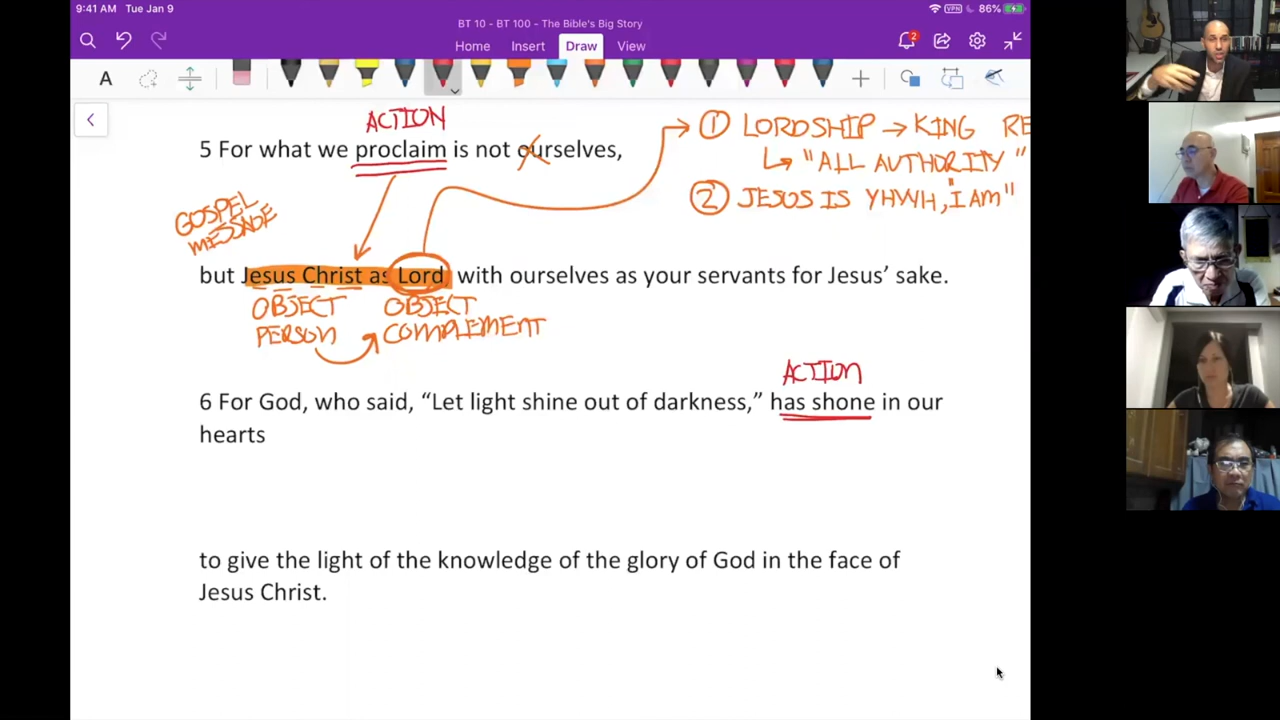 9:41 AM Tue Jan 9
VPN 86%
BT 10 - BT 100 - The Bible's Big Story
Home Insert Draw View
2
A
ACTION
5 For what we proclaim is not ourselves,
① LORDSHIP → KING RE
↳ "ALL AUTHORITY"
② JESUS IS YHWH, "I AM"
GOSPEL
MESSAGE
but Jesus Christ as Lord, with ourselves as your servants for Jesus’ sake.
OBJECT OBJECT
PERSON COMPLEMENT
ACTION
6 For God, who said, “Let light shine out of darkness,” has shone in our
hearts
to give the light of the knowledge of the glory of God in the face of
Jesus Christ.